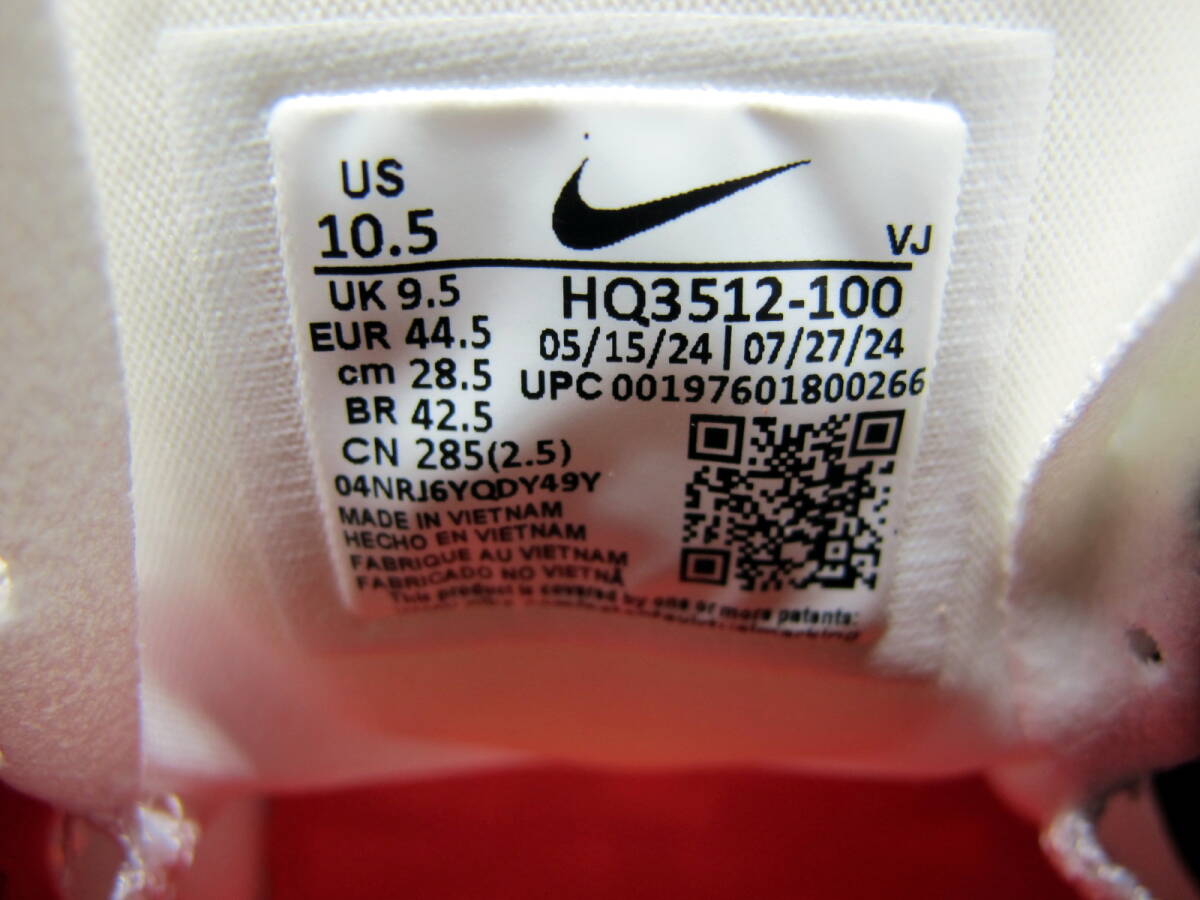 US
10.5
VJ
UK 9.5
HQ3512-100
EUR 44.5
05/15/24 | 07/27/24
cm 28.5
UPC 00197601800266
BR 42.5
CN 285(2.5)
04NRJ6YQDY49Y
MADE IN VIETNAM
HECHO EN VIETNAM
FABRIQUE AU VIETNAM
FABRICADO NO VIETNÃ
This product is covered by one or more patents: